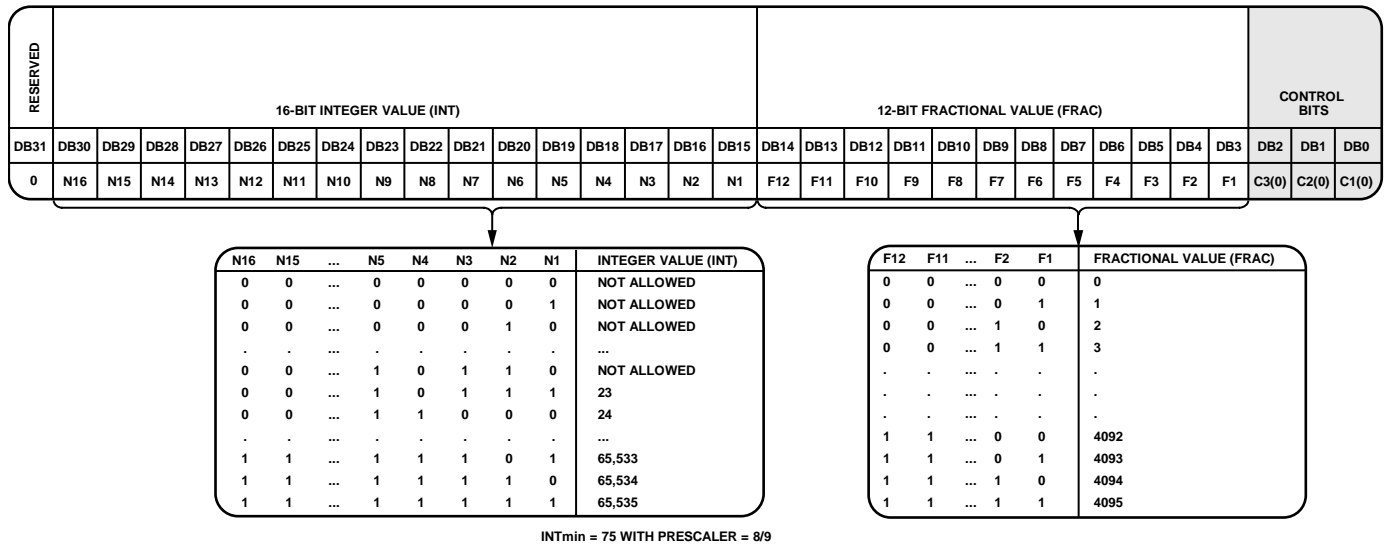 RESERVED
16-BIT INTEGER VALUE (INT)
12-BIT FRACTIONAL VALUE (FRAC)
CONTROL
BITS
DB31 DB30 DB29 DB28 DB27 DB26 DB25 DB24 DB23 DB22 DB21 DB20 DB19 DB18 DB17 DB16 DB15 DB14 DB13 DB12 DB11 DB10 DB9 DB8 DB7 DB6 DB5 DB4 DB3 DB2 DB1 DB0
0 N16 N15 N14 N13 N12 N11 N10 N9 N8 N7 N6 N5 N4 N3 N2 N1 F12 F11 F10 F9 F8 F7 F6 F5 F4 F3 F2 F1 C3(0) C2(0) C1(0)
N16 N15 ... N5 N4 N3 N2 N1 INTEGER VALUE (INT)
0 0 ... 0 0 0 0 0 NOT ALLOWED
0 0 ... 0 0 0 0 1 NOT ALLOWED
0 0 ... 0 0 0 1 0 NOT ALLOWED
. . ... . . . . . ...
0 0 ... 1 0 1 1 0 NOT ALLOWED
0 0 ... 1 0 1 1 1 23
0 0 ... 1 1 0 0 0 24
. . ... . . . . . ...
1 1 ... 1 1 1 0 1 65,533
1 1 ... 1 1 1 1 0 65,534
1 1 ... 1 1 1 1 1 65,535
F12 F11 ... F2 F1 FRACTIONAL VALUE (FRAC)
0 0 ... 0 0 0
0 0 ... 0 1 1
0 0 ... 1 0 2
0 0 ... 1 1 3
. . ... . . .
. . ... . . .
. . ... . . .
1 1 ... 0 0 4092
1 1 ... 0 1 4093
1 1 ... 1 0 4094
1 1 ... 1 1 4095
INTmin = 75 WITH PRESCALER = 8/9